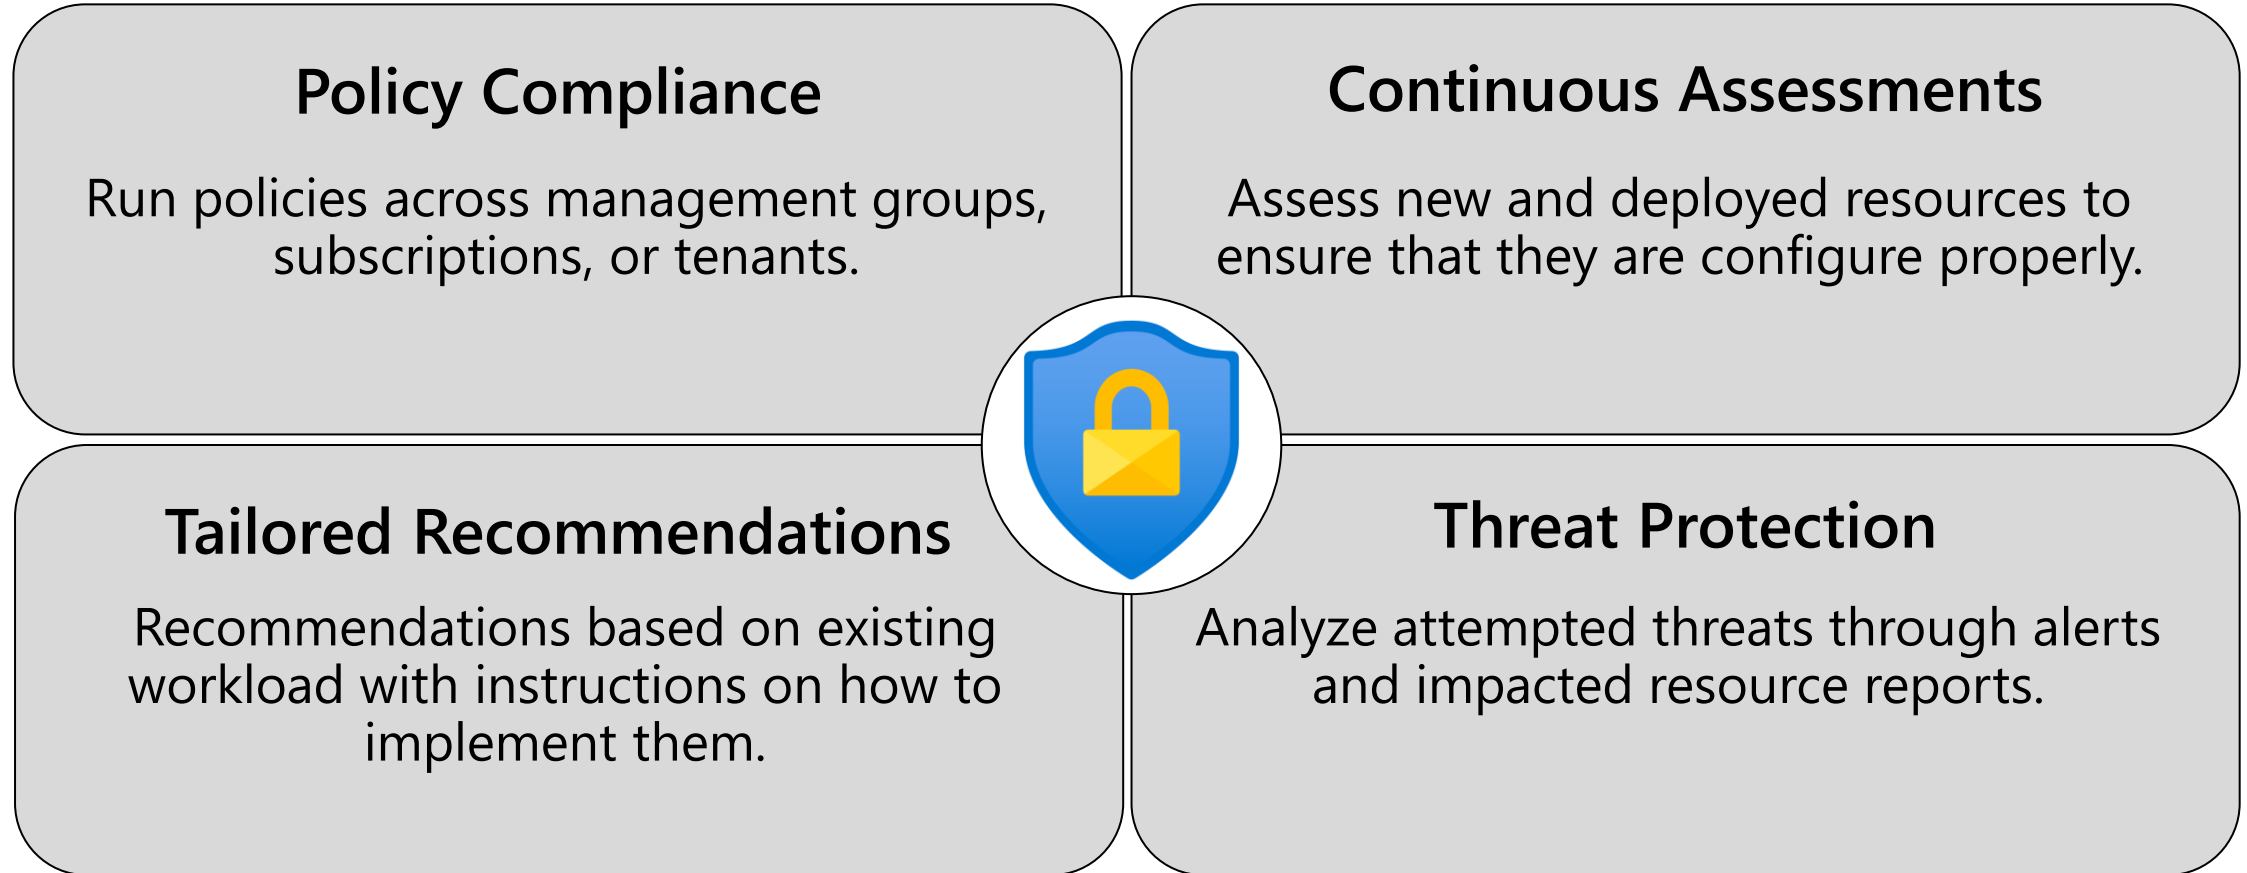 Policy Compliance
Run policies across management groups,
subscriptions, or tenants.
Continuous Assessments
Assess new and deployed resources to
ensure that they are configure properly.
Tailored Recommendations
Recommendations based on existing
workload with instructions on how to
implement them.
Threat Protection
Analyze attempted threats through alerts
and impacted resource reports.